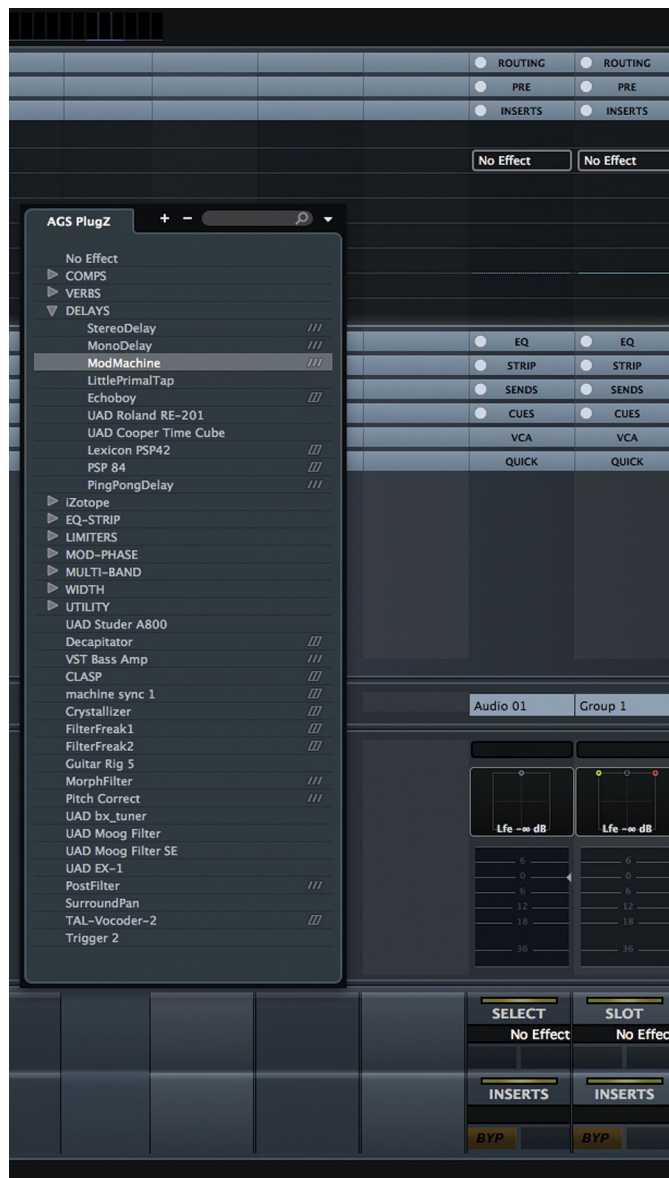 ROUTING ROUTING
PRE PRE
INSERTS INSERTS
No Effect No Effect
AGS PlugZ + -
No Effect
COMPS
VERBS
DELAYS
StereoDelay
MonoDelay
ModMachine
LittlePrimalTap
Echoboy
UAD Roland RE-201
UAD Cooper Time Cube
Lexicon PSP42
PSP 84
PingPongDelay
iZotope
EQ-STRIP
LIMITERS
MOD-PHASE
MULTI-BAND
WIDTH
UTILITY
UAD Studer A800
Decapitator
VST Bass Amp
CLASP
machine sync 1
Crystallizer
FilterFreak1
FilterFreak2
Guitar Rig 5
MorphFilter
Pitch Correct
UAD bx_tuner
UAD Moog Filter
UAD Moog Filter SE
UAD EX-1
PostFilter
SurroundPan
TAL-Vocoder-2
Trigger 2
EQ EQ
STRIP STRIP
SENDS SENDS
CUES CUES
VCA VCA
QUICK QUICK
Audio 01 Group 1
Lfe -∞ dB Lfe -∞ dB
6 6
0 0
6 6
12 12
18 18
36 36
SELECT SLOT
No Effect No Effec
INSERTS INSERTS
BYP BYP